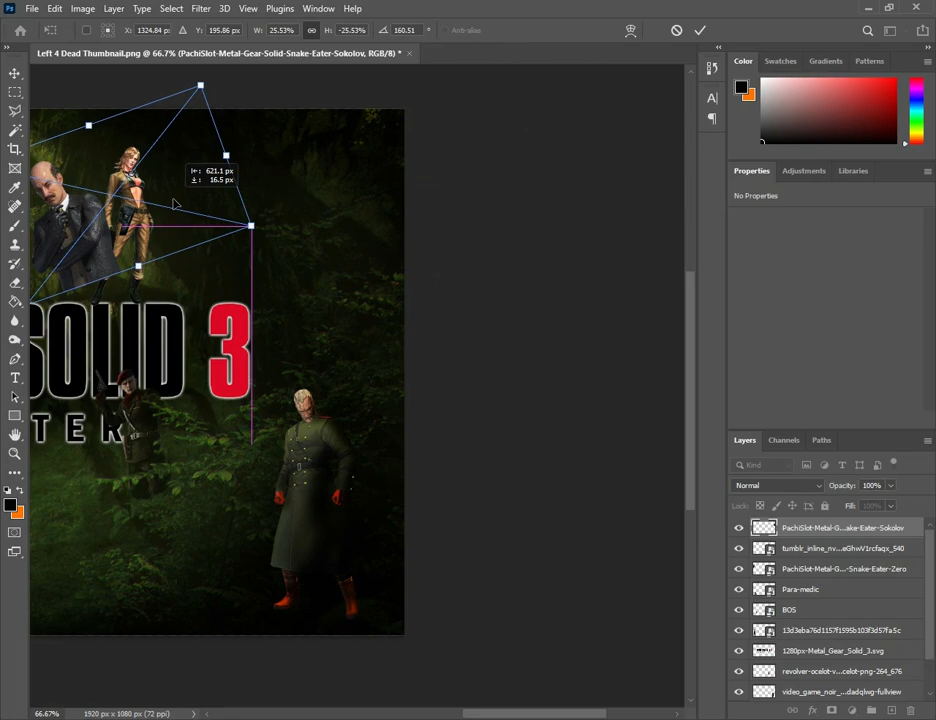 Ps File Edit Image Layer Type Select Filter 3D View Plugins Window Help
X: 1324.84 p: Y: 195.86 px W: 25.53% H: -25.53% 160.51 ° Anti-alias
Left 4 Dead Thumbnail.png @ 66.7% (PachiSlot-Metal-Gear-Solid-Snake-Eater-Sokolov, RGB/8) *
Color Swatches Gradients Patterns
621.1 px
16.5 px
Properties Adjustments Libraries
No Properties
SOLID 3
TER
Layers Channels Paths
Kind
Normal Opacity: 100%
Lock: Fill: 100%
PachiSlot-Metal-G...ake-Eater-Sokolov
tumblr_inline_nv...eGhwV1rcfaqx_540
PachiSlot-Metal-G...-Snake-Eater-Zero
Para-medic
BOS
13d3eba76d1157f1595b103f3d57fa5c
1280px-Metal_Gear_Solid_3.svg
revolver-ocelot-v...celot-png-264_676
video_game_noir_...dadqlwg-fullview
66.67% 1920 px x 1080 px (72 ppi)